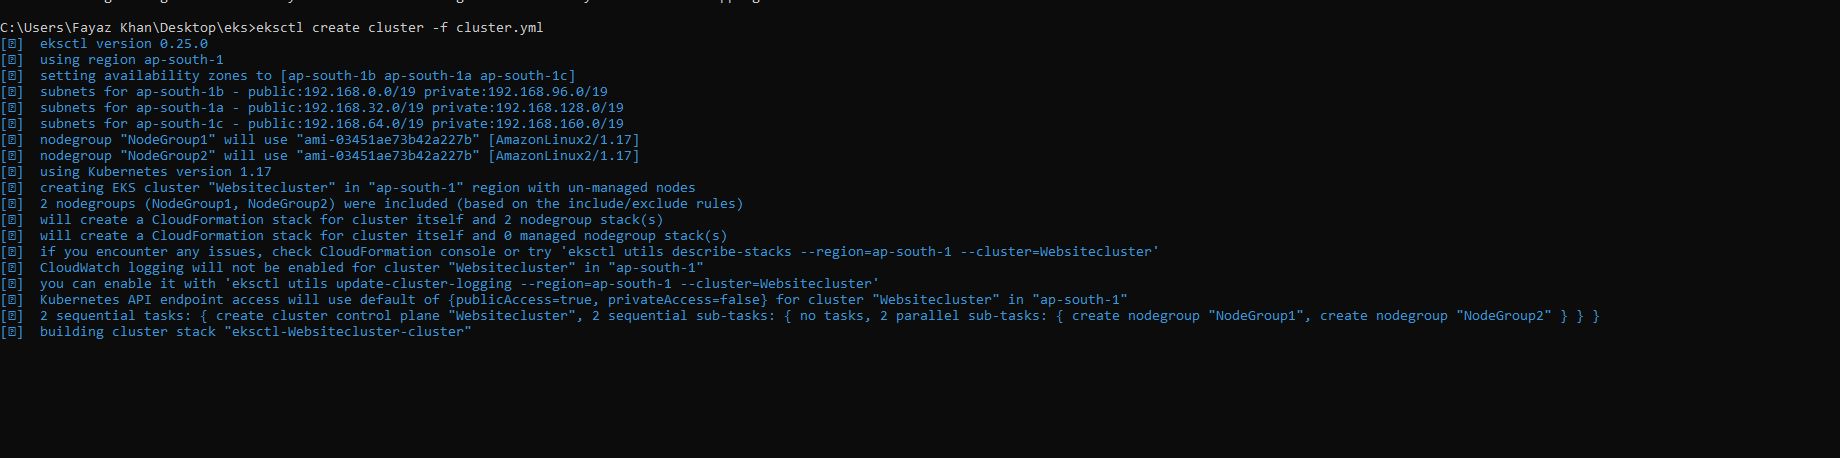 C:\Users\Fayaz Khan\Desktop\eks>eksctl create cluster -f cluster.yml
[⍰]  eksctl version 0.25.0
[⍰]  using region ap-south-1
[⍰]  setting availability zones to [ap-south-1b ap-south-1a ap-south-1c]
[⍰]  subnets for ap-south-1b - public:192.168.0.0/19 private:192.168.96.0/19
[⍰]  subnets for ap-south-1a - public:192.168.32.0/19 private:192.168.128.0/19
[⍰]  subnets for ap-south-1c - public:192.168.64.0/19 private:192.168.160.0/19
[⍰]  nodegroup "NodeGroup1" will use "ami-03451ae73b42a227b" [AmazonLinux2/1.17]
[⍰]  nodegroup "NodeGroup2" will use "ami-03451ae73b42a227b" [AmazonLinux2/1.17]
[⍰]  using Kubernetes version 1.17
[⍰]  creating EKS cluster "Websitecluster" in "ap-south-1" region with un-managed nodes
[⍰]  2 nodegroups (NodeGroup1, NodeGroup2) were included (based on the include/exclude rules)
[⍰]  will create a CloudFormation stack for cluster itself and 2 nodegroup stack(s)
[⍰]  will create a CloudFormation stack for cluster itself and 0 managed nodegroup stack(s)
[⍰]  if you encounter any issues, check CloudFormation console or try 'eksctl utils describe-stacks --region=ap-south-1 --cluster=Websitecluster'
[⍰]  CloudWatch logging will not be enabled for cluster "Websitecluster" in "ap-south-1"
[⍰]  you can enable it with 'eksctl utils update-cluster-logging --region=ap-south-1 --cluster=Websitecluster'
[⍰]  Kubernetes API endpoint access will use default of {publicAccess=true, privateAccess=false} for cluster "Websitecluster" in "ap-south-1"
[⍰]  2 sequential tasks: { create cluster control plane "Websitecluster", 2 sequential sub-tasks: { no tasks, 2 parallel sub-tasks: { create nodegroup "NodeGroup1", create nodegroup "NodeGroup2" } } }
[⍰]  building cluster stack "eksctl-Websitecluster-cluster"